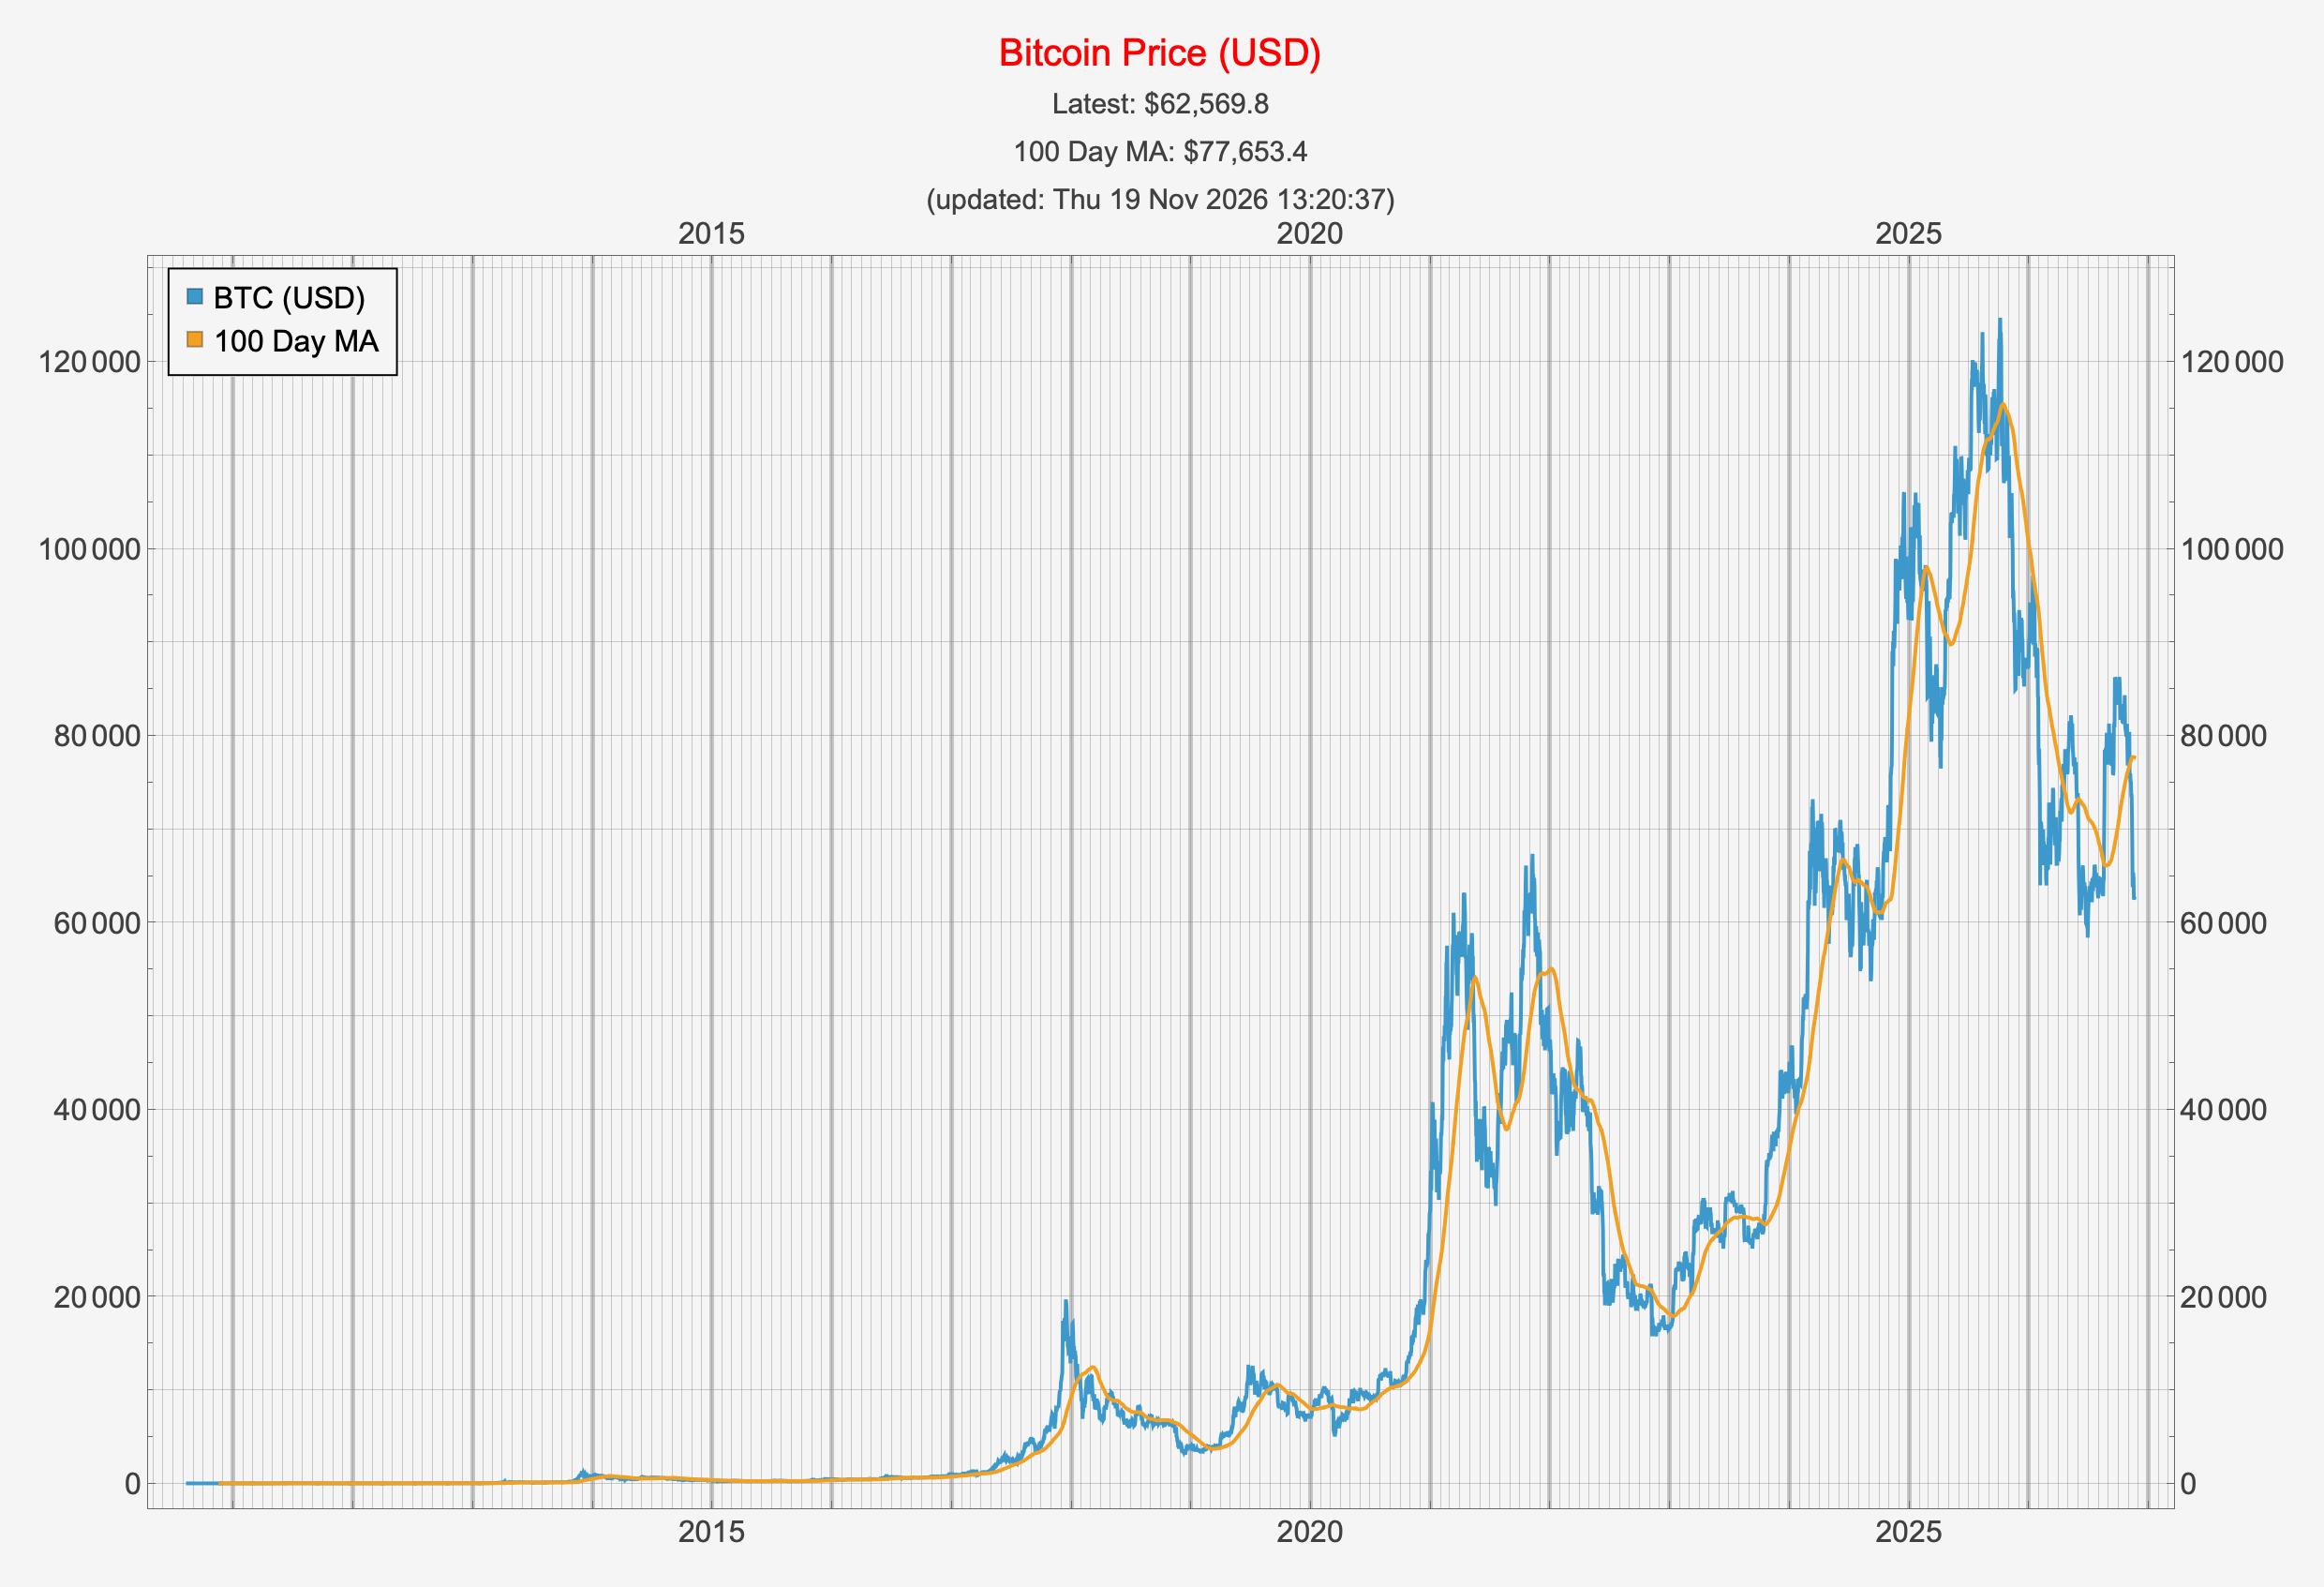 Bitcoin Price (USD)
Latest: $62,569.8
100 Day MA: $77,653.4
(updated: Thu 19 Nov 2026 13:20:37)
2015 2020 2025
BTC (USD)
100 Day MA
120 000 120 000
100 000 100 000
80 000 80 000
60 000 60 000
40 000 40 000
20 000 20 000
0 0
2015 2020 2025